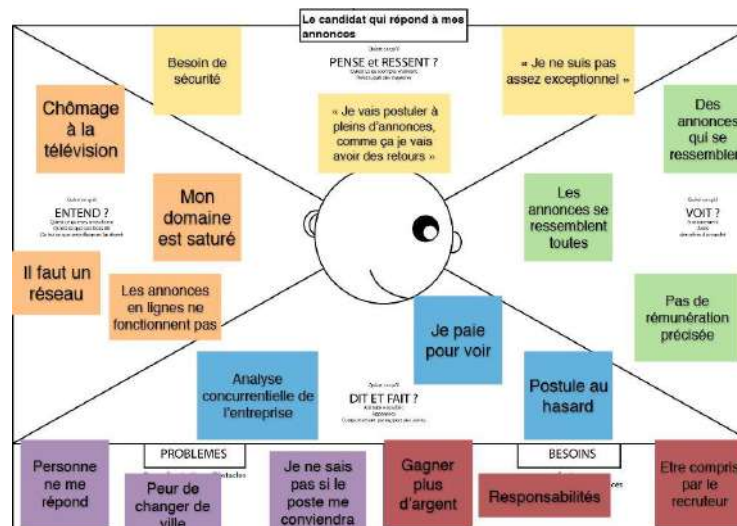 Le candidat qui répond à mes
annonces
PENSE et RESSENT ?
Besoin de
sécurité
« Je vais postuler à
pleins d'annonces,
comme ça je vais
avoir des retours »
« Je ne suis pas
assez exceptionnel »
Chômage
à la
télévision
ENTEND ?
Mon
domaine
est saturé
Il faut un
réseau
Les annonces
en lignes ne
fonctionnent pas
Des
annonces
qui se
ressemblent
Les
annonces se
ressemblent
toutes
VOIT ?
Pas de
rémunération
précisée
Je paie
pour voir
Analyse
concurrentielle de
l'entreprise
DIT ET FAIT ?
Postule au
hasard
PROBLEMES
Personne
ne me
répond
Peur de
changer de
ville
Je ne sais
pas si le
poste me
conviendra
BESOINS
Gagner
plus
d'argent
Responsabilités
Etre compris
par le
recruteur